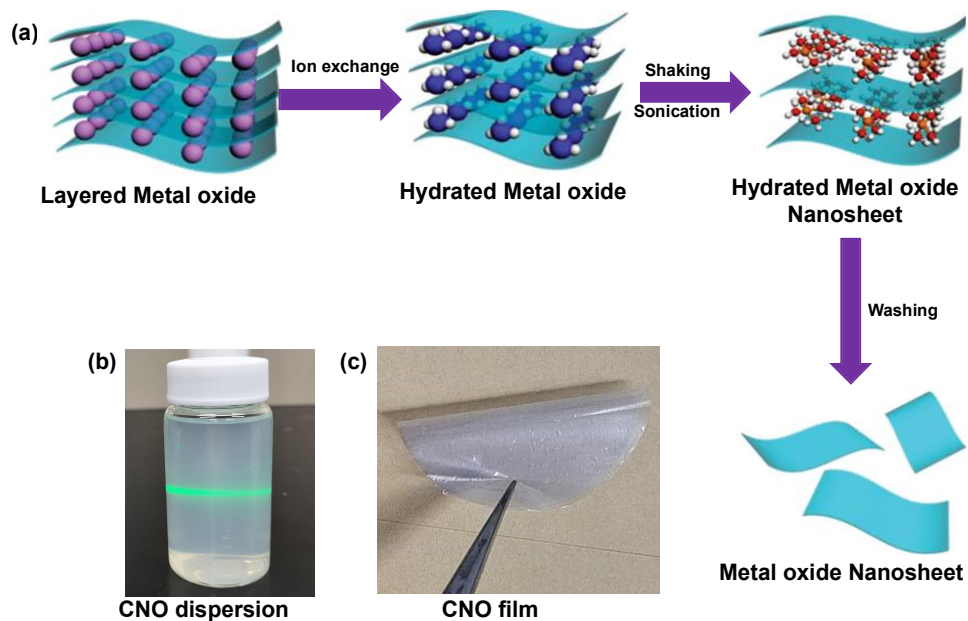 (a)
Ion exchange
Shaking
Sonication
Layered Metal oxide
Hydrated Metal oxide
Hydrated Metal oxide
Nanosheet
Washing
(b)
(c)
CNO dispersion
CNO film
Metal oxide Nanosheet